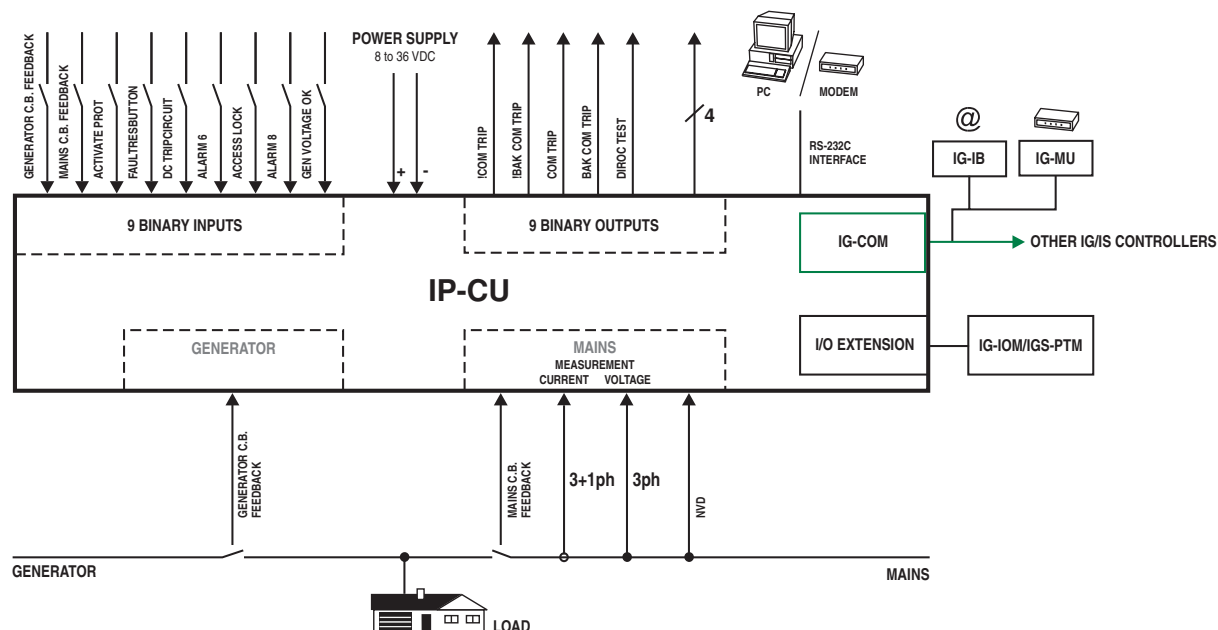 GENERATOR C.B. FEEDBACK
MAINS C.B. FEEDBACK
ACTIVATE PROT
FAULTRESBUTTON
DC TRIPCIRCUIT
ALARM 6
ACCESS LOCK
ALARM 8
GEN VOLTAGE OK
POWER SUPPLY
8 to 36 VDC
+ -
!COM TRIP
!BAK COM TRIP
COM TRIP
BAK COM TRIP
DIROC TEST
4
PC
MODEM
RS-232C
INTERFACE
@
IG-IB
IG-MU
9 BINARY INPUTS
9 BINARY OUTPUTS
IG-COM
OTHER IG/IS CONTROLLERS
IP-CU
GENERATOR
MAINS
MEASUREMENT
CURRENT VOLTAGE
I/O EXTENSION
IG-IOM/IGS-PTM
GENERATOR C.B.
FEEDBACK
MAINS C.B.
FEEDBACK
3+1ph
3ph
NVD
GENERATOR
MAINS
LOAD